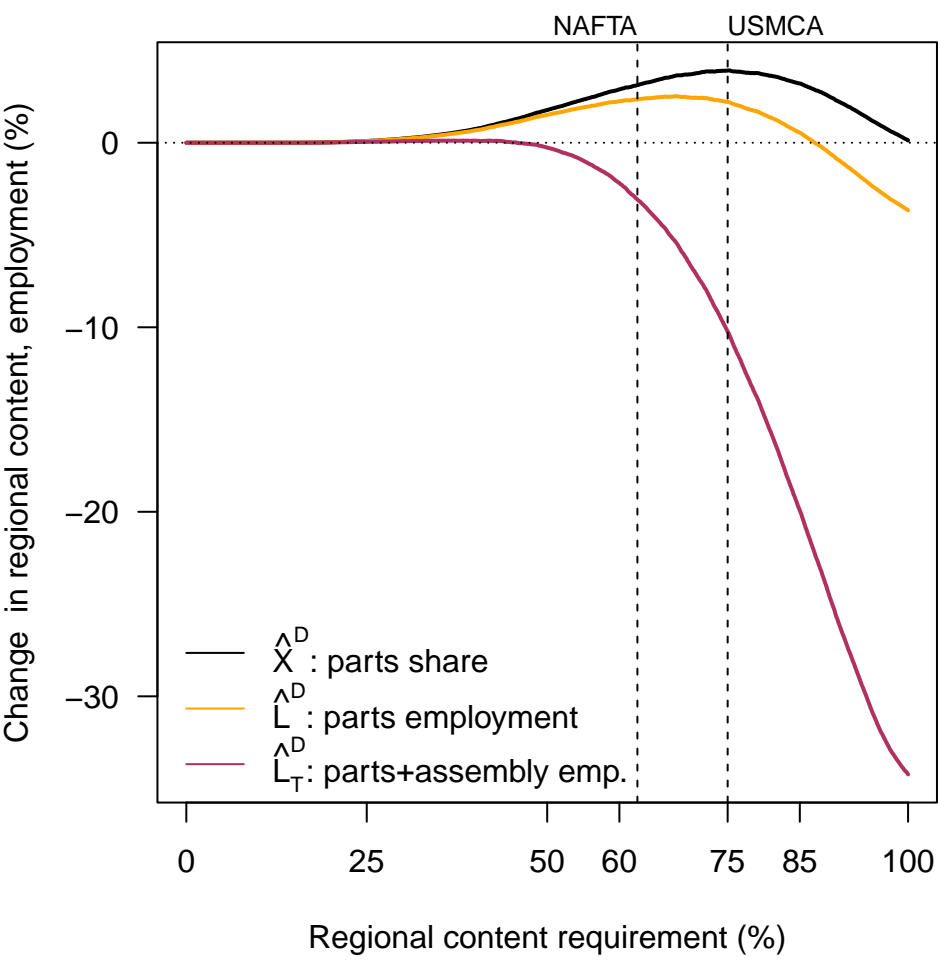 NAFTA USMCA
Change in regional content, employment (%)
0
−10
−20
−30
X̂ᴰ: parts share
L̂ᴰ: parts employment
L̂ᴰ_T: parts+assembly emp.
0 25 50 60 75 85 100
Regional content requirement (%)